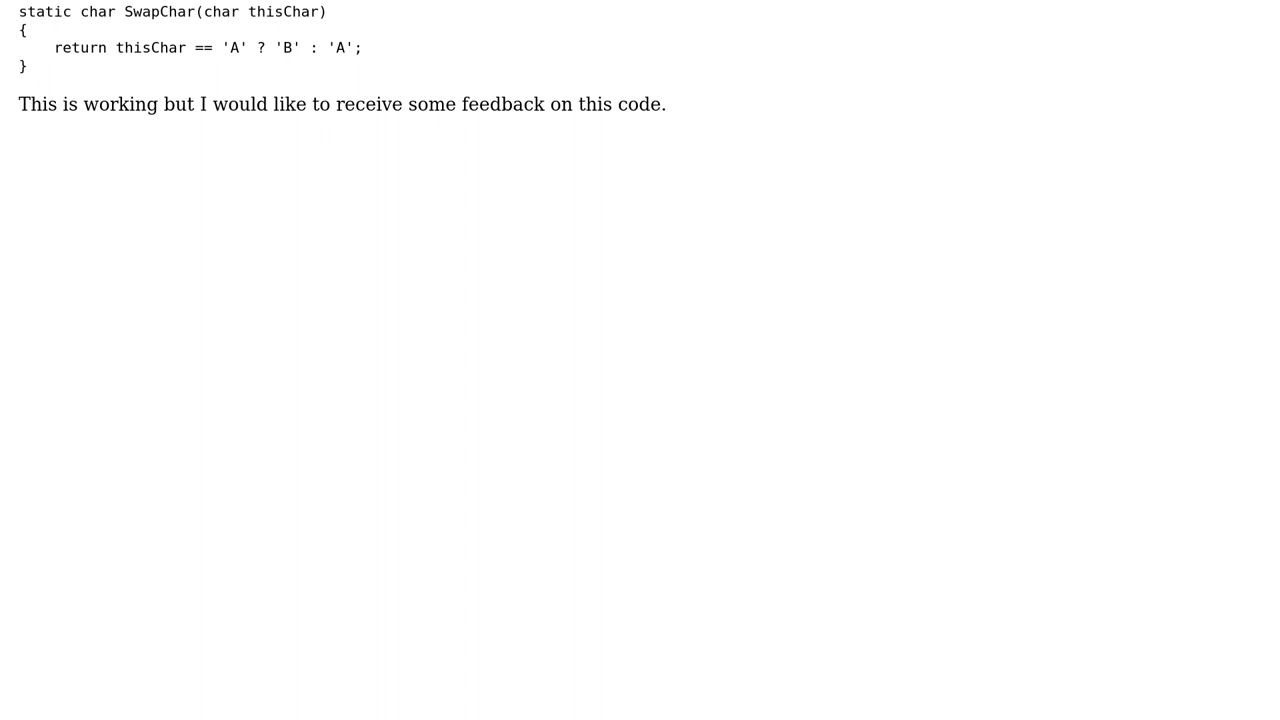 static char SwapChar(char thisChar)
{
    return thisChar == 'A' ? 'B' : 'A';
}
This is working but I would like to receive some feedback on this code.